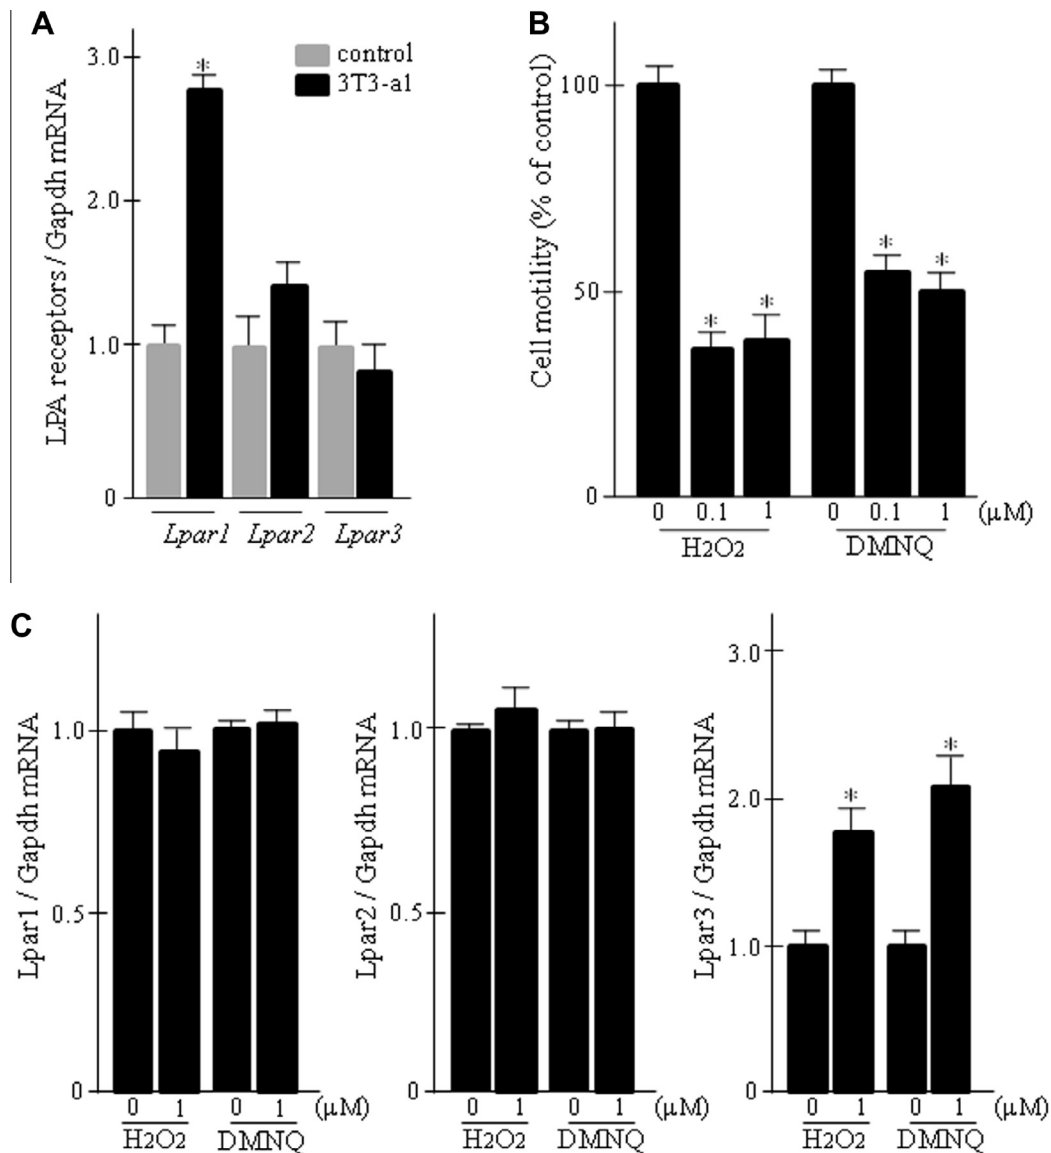 A
LPA receptors / Gapdh mRNA
3.0
2.0
1.0
0
*
control
3T3-a1
Lpar1 Lpar2 Lpar3
B
Cell motility (% of control)
100
50
0
* * * *
0 0.1 1 0 0.1 1 (μM)
H2O2 DMNQ
C
Lpar1 / Gapdh mRNA
1.0
0.5
0
0 1 0 1 (μM)
H2O2 DMNQ
Lpar2 / Gapdh mRNA
1.0
0.5
0
0 1 0 1 (μM)
H2O2 DMNQ
Lpar3 / Gapdh mRNA
3.0
2.0
1.0
0
* *
0 1 0 1 (μM)
H2O2 DMNQ